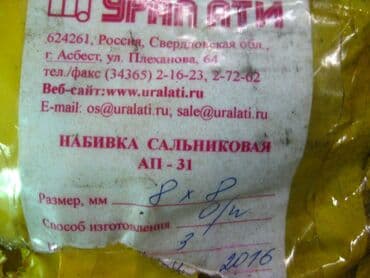 УРАЛ АТИ
624261, Россия, Свердловская обл.,
г. Асбест, ул. Плеханова, 64
тел./факс (34365) 2-16-23, 2-72-62
Веб-сайт:www.uralati.ru
E-mail: os@uralati.ru, sale@uralati.ru
НАБИВКА САЛЬНИКОВАЯ
АП - 31
Размер, мм 8 х 8
Способ изготовления б/п
3
2016